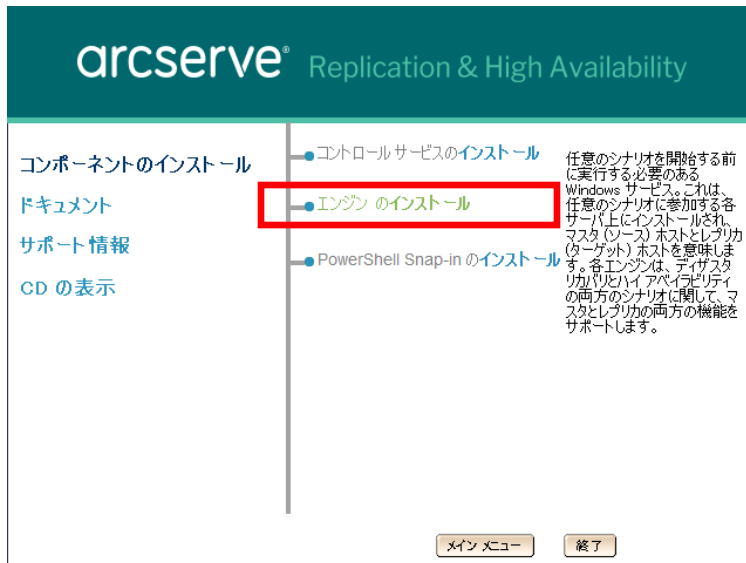 arcserve® Replication & High Availability
コンポーネントのインストール
ドキュメント
サポート情報
CD の表示
コントロール サービスのインストール
エンジン のインストール
PowerShell Snap-in のインストール
任意のシナリオを開始する前
に実行する必要のある
Windows サービス。これは、
任意のシナリオに参加する各
サーバ上にインストールされ、
マスタ (ソース) ホストとレプリカ
(ターゲット) ホストを意味しま
す。各エンジンは、ディザスタ
リカバリとハイ アベイラビリティ
の両方のシナリオに関して、マ
スタとレプリカの両方の機能を
サポートします。
メイン メニュー
終了